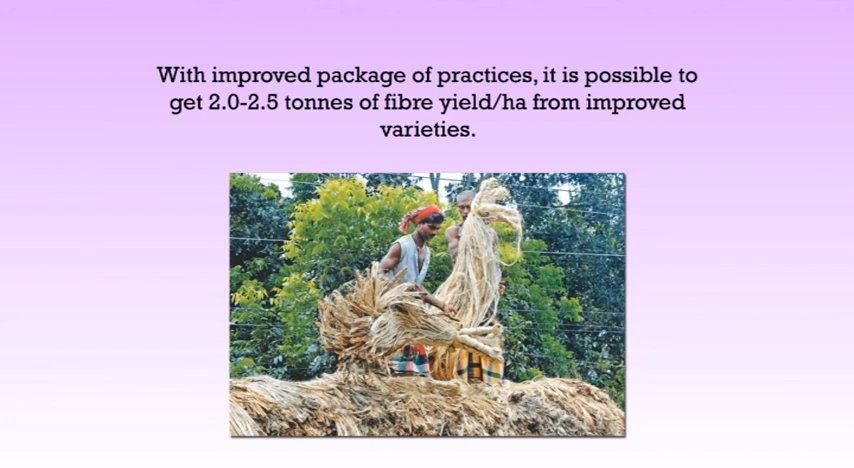 With improved package of practices, it is possible to
get 2.0-2.5 tonnes of fibre yield/ha from improved
varieties.